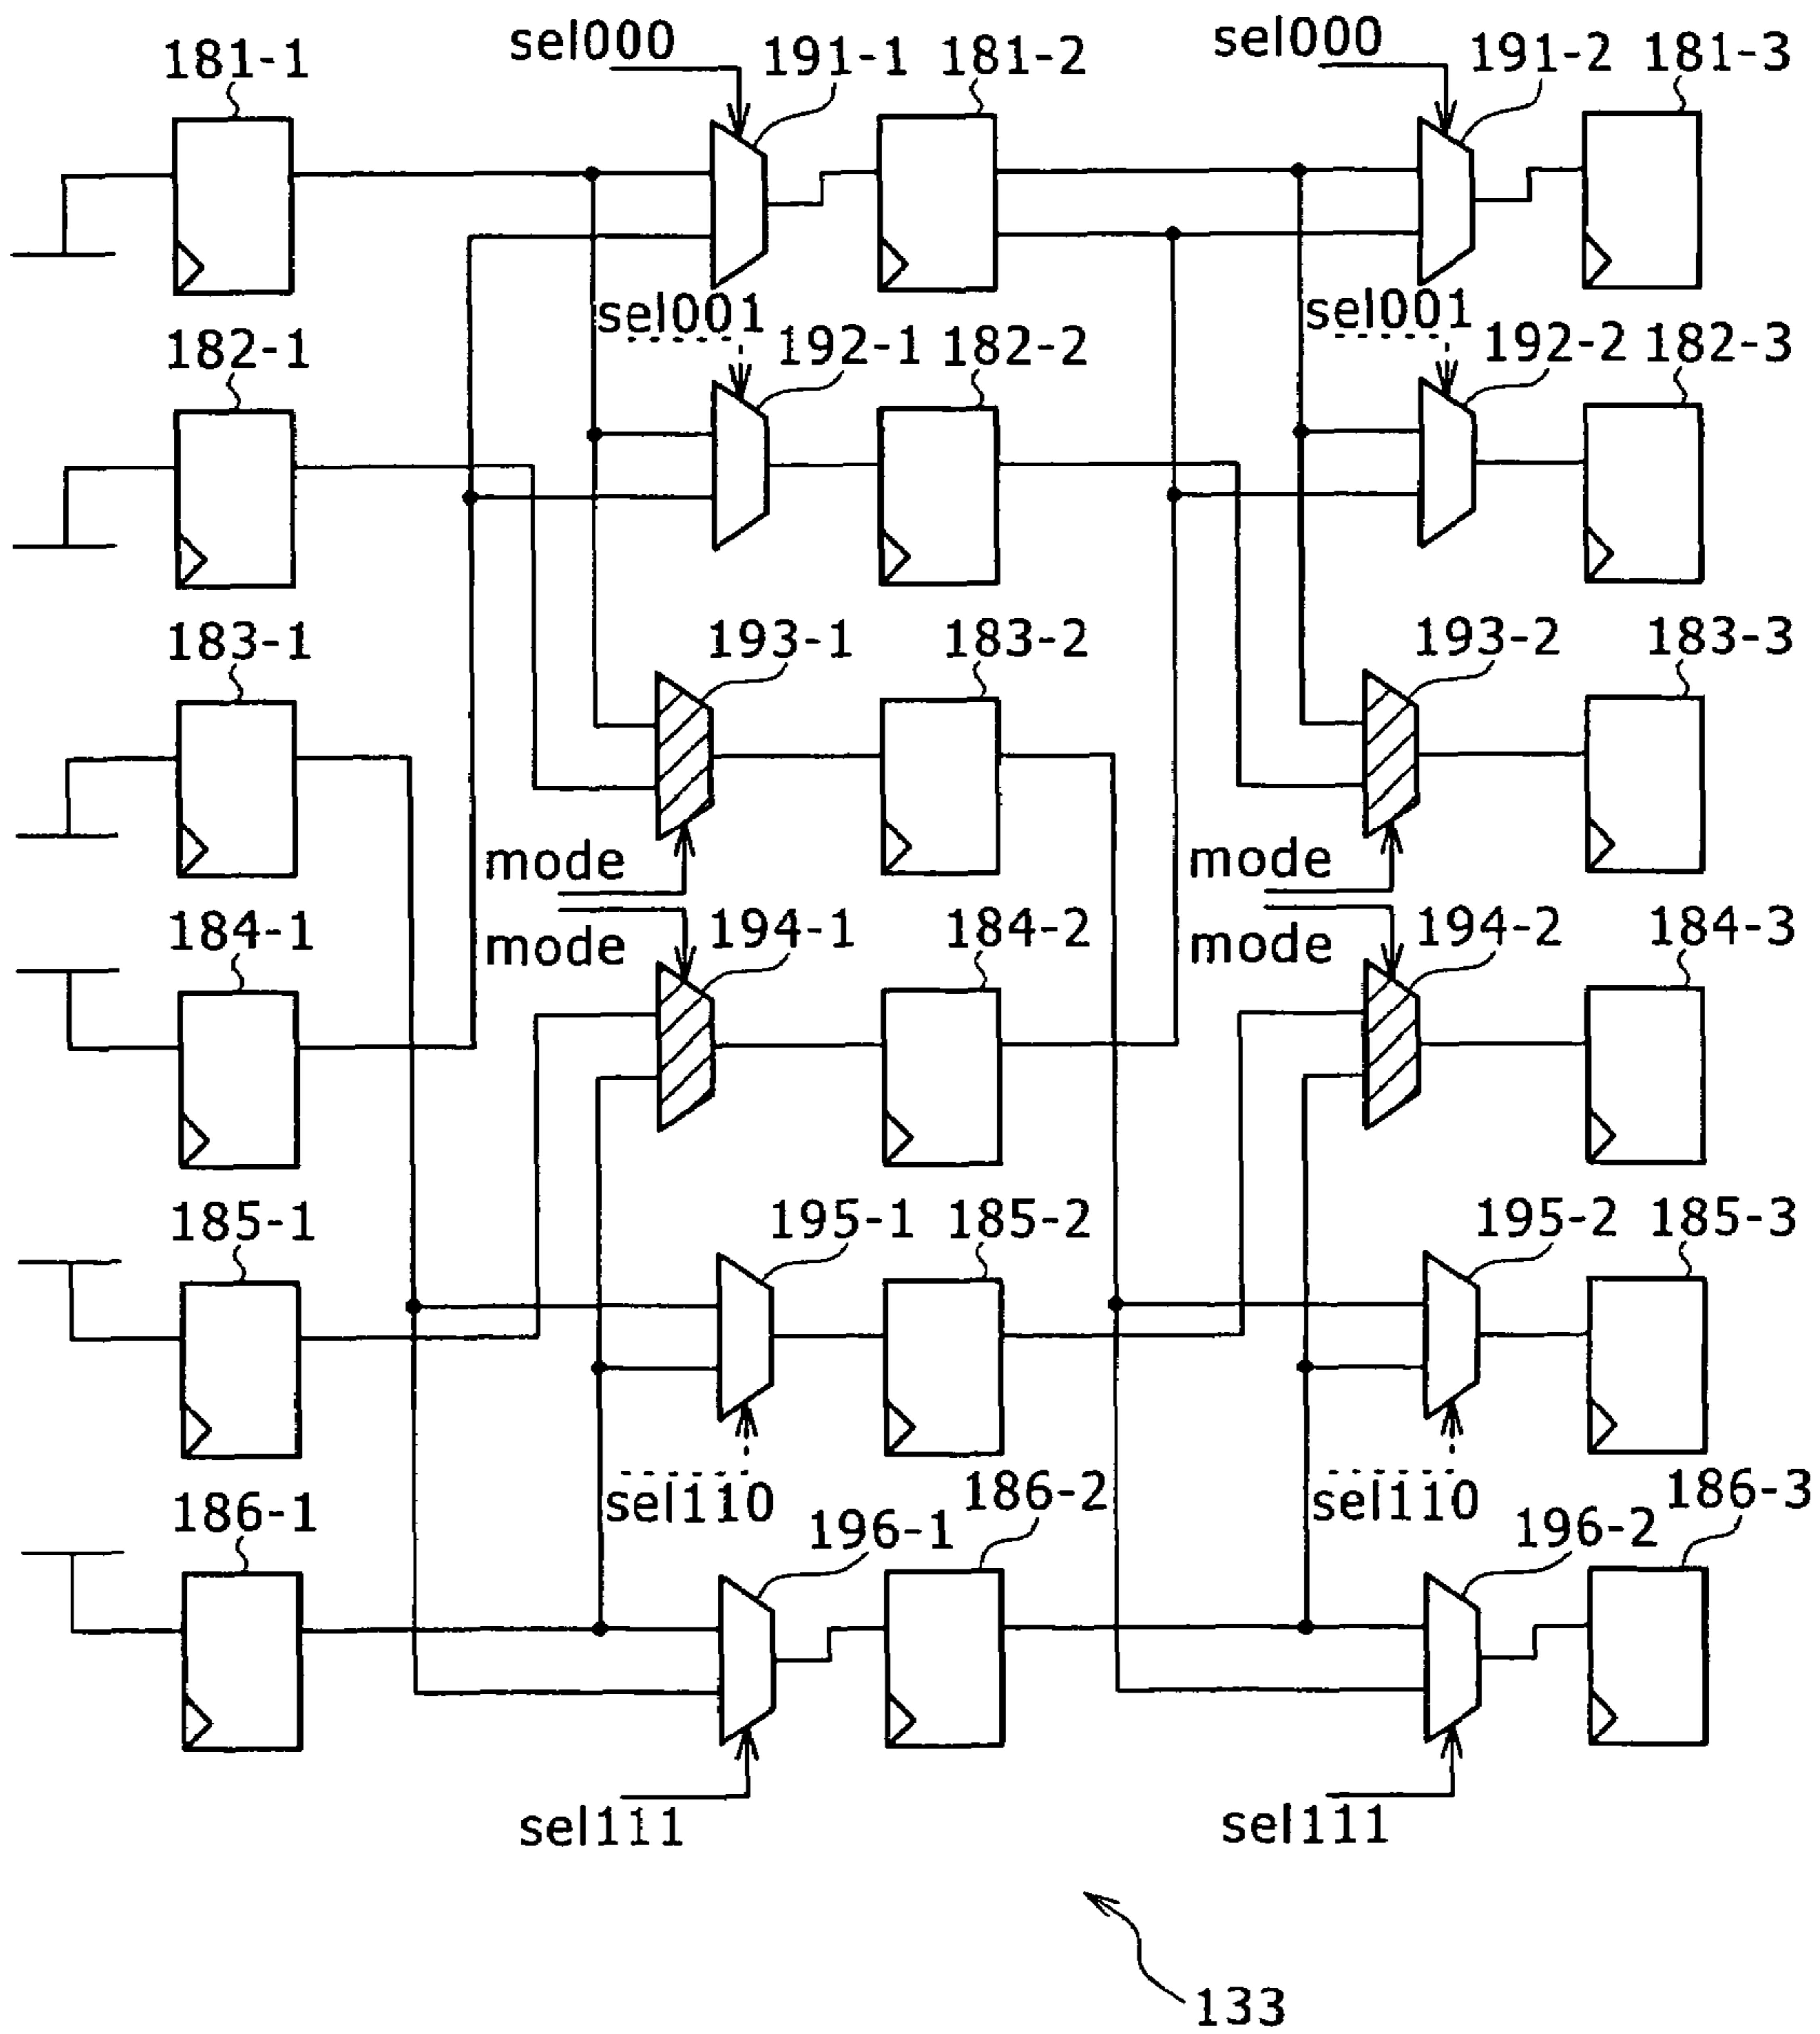 sel000
sel000
181-1
191-1
181-2
191-2
181-3
sel001
sel001
182-1
192-1
182-2
192-2
182-3
183-1
193-1
183-2
193-2
183-3
mode
mode
184-1
mode
194-1
184-2
mode
194-2
184-3
185-1
195-1
185-2
195-2
185-3
sel110
sel110
186-1
196-1
186-2
196-2
186-3
sel111
sel111
133